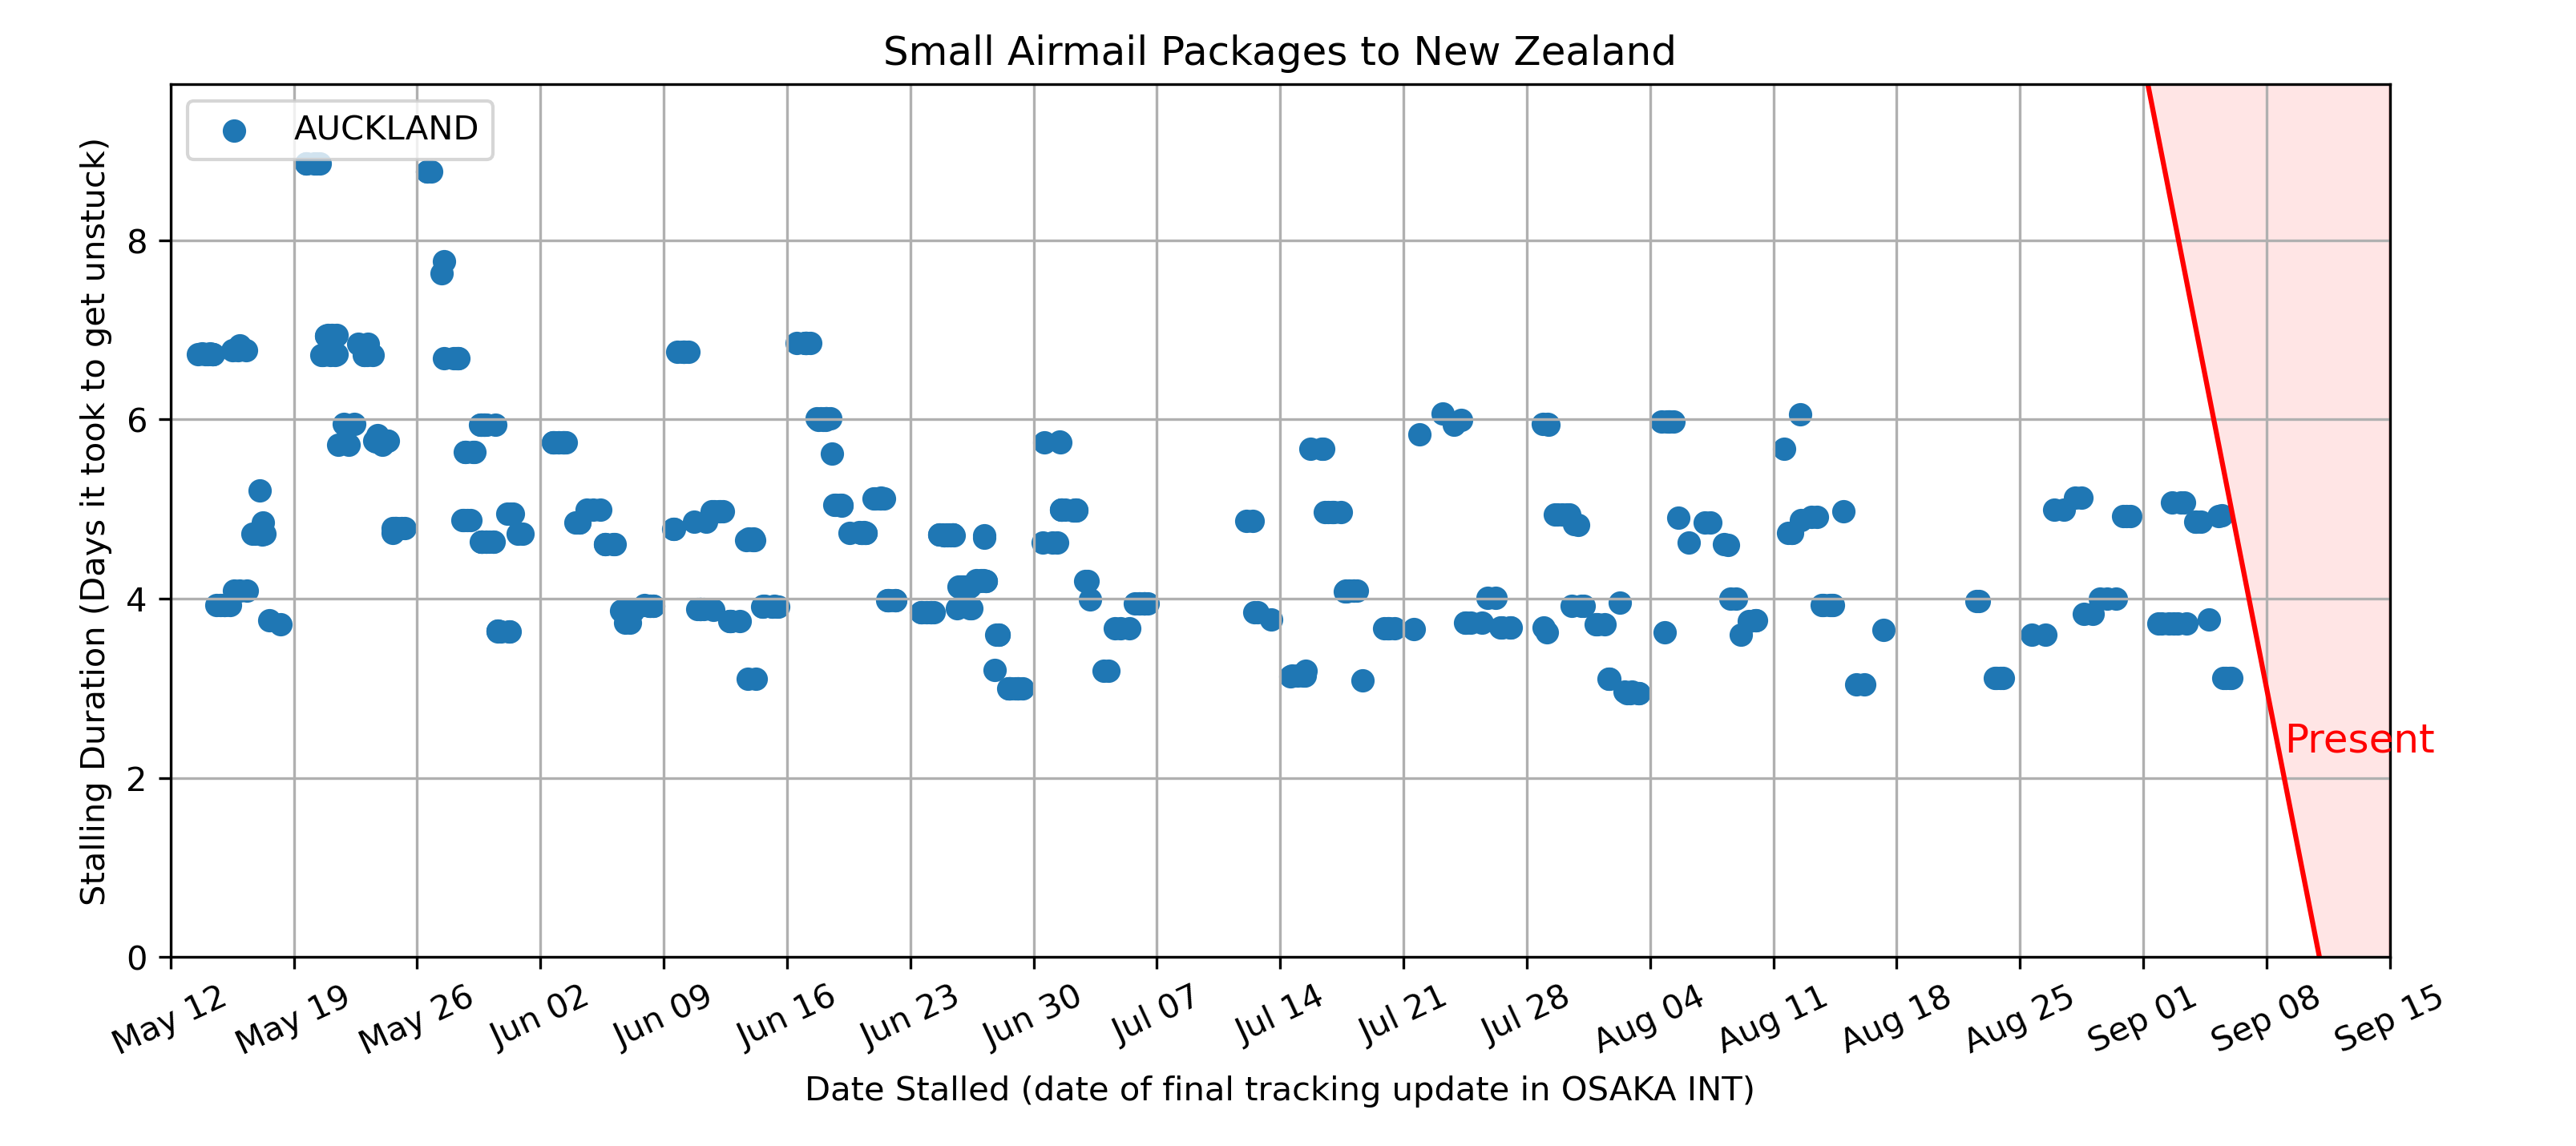 Small Airmail Packages to New Zealand
AUCKLAND
Stalling Duration (Days it took to get unstuck)
8
6
4
2
0
Present
May 12
May 19
May 26
Jun 02
Jun 09
Jun 16
Jun 23
Jun 30
Jul 07
Jul 14
Jul 21
Jul 28
Aug 04
Aug 11
Aug 18
Aug 25
Sep 01
Sep 08
Sep 15
Date Stalled (date of final tracking update in OSAKA INT)